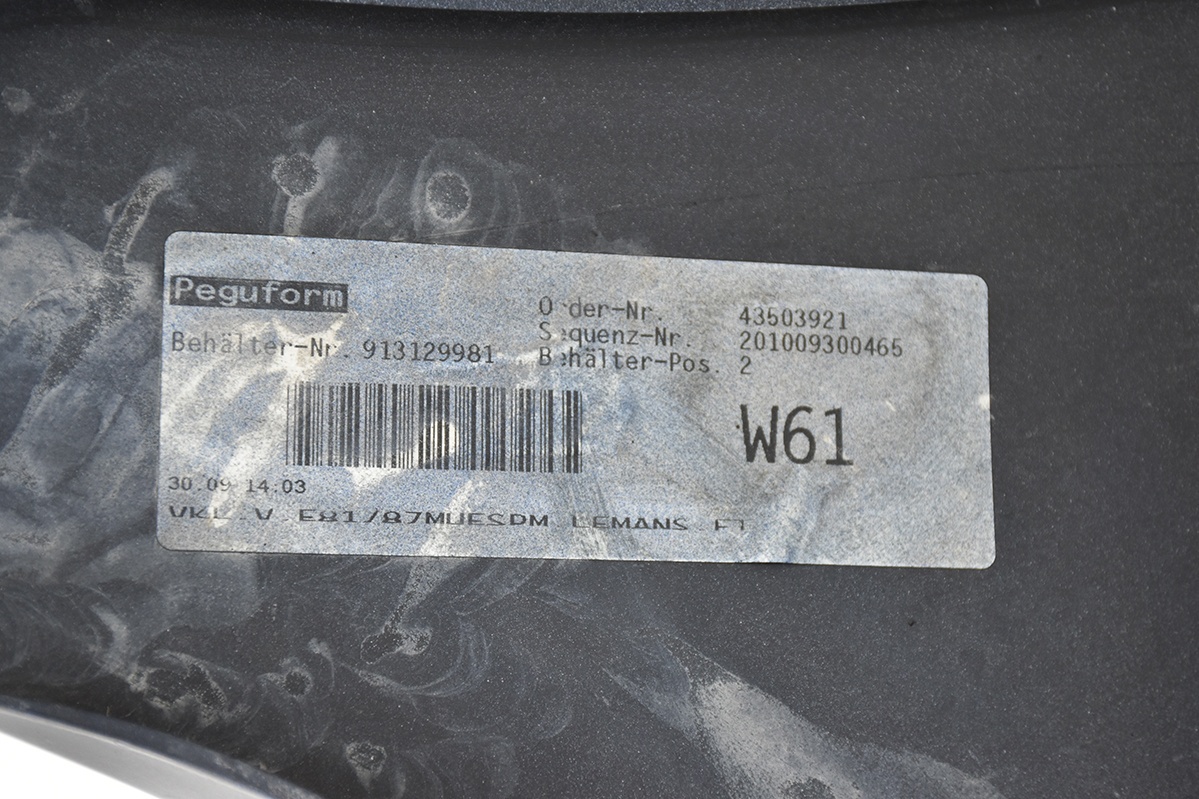 Peguform
Behälter-Nr. 913129981
Order-Nr. 43503921
Sequenz-Nr. 201009300465
Behälter-Pos. 2
W61
30.09 14.03
E81/87MUESDM LEMANS